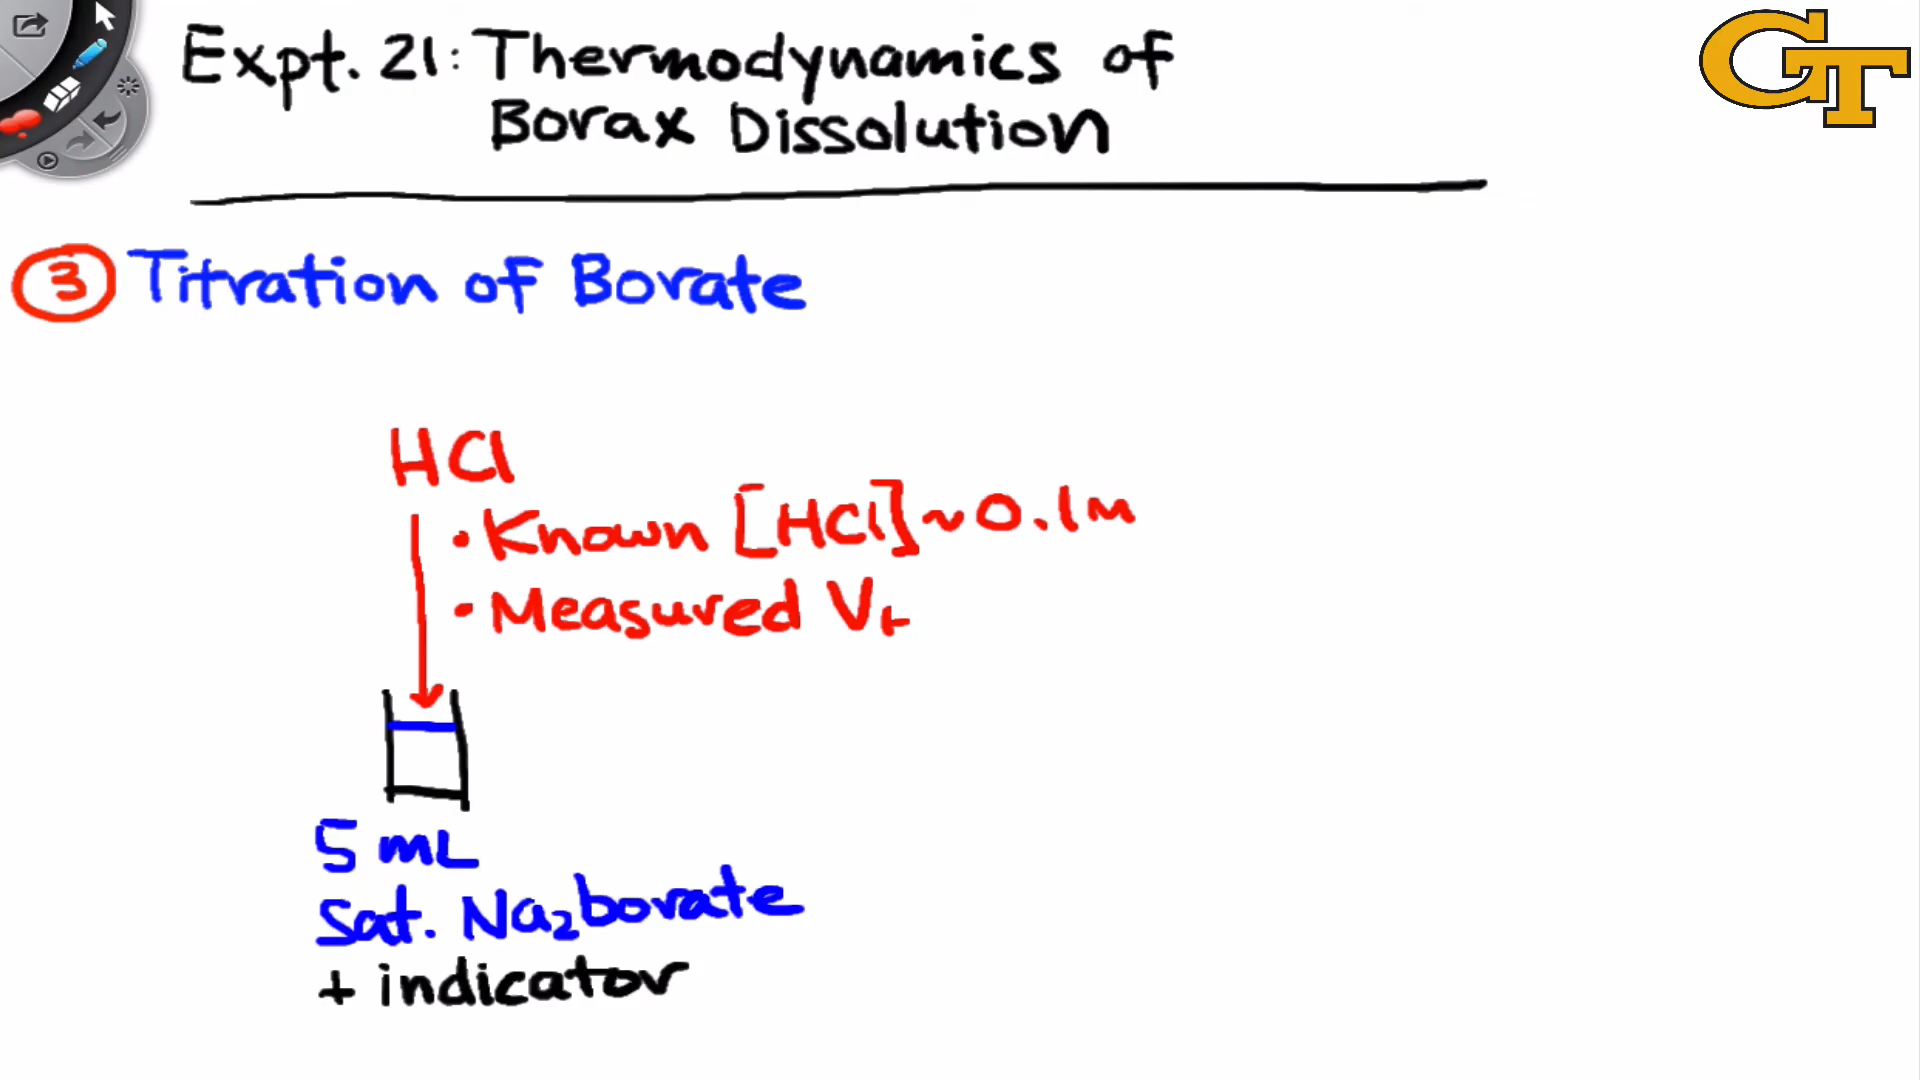 Expt. 21: Thermodynamics of
Borax Dissolution
GT
3 Titration of Borate
HCl
• Known [HCl] ~ 0.1M
• Measured Vt
5 mL
Sat. Na₂borate
+ indicator